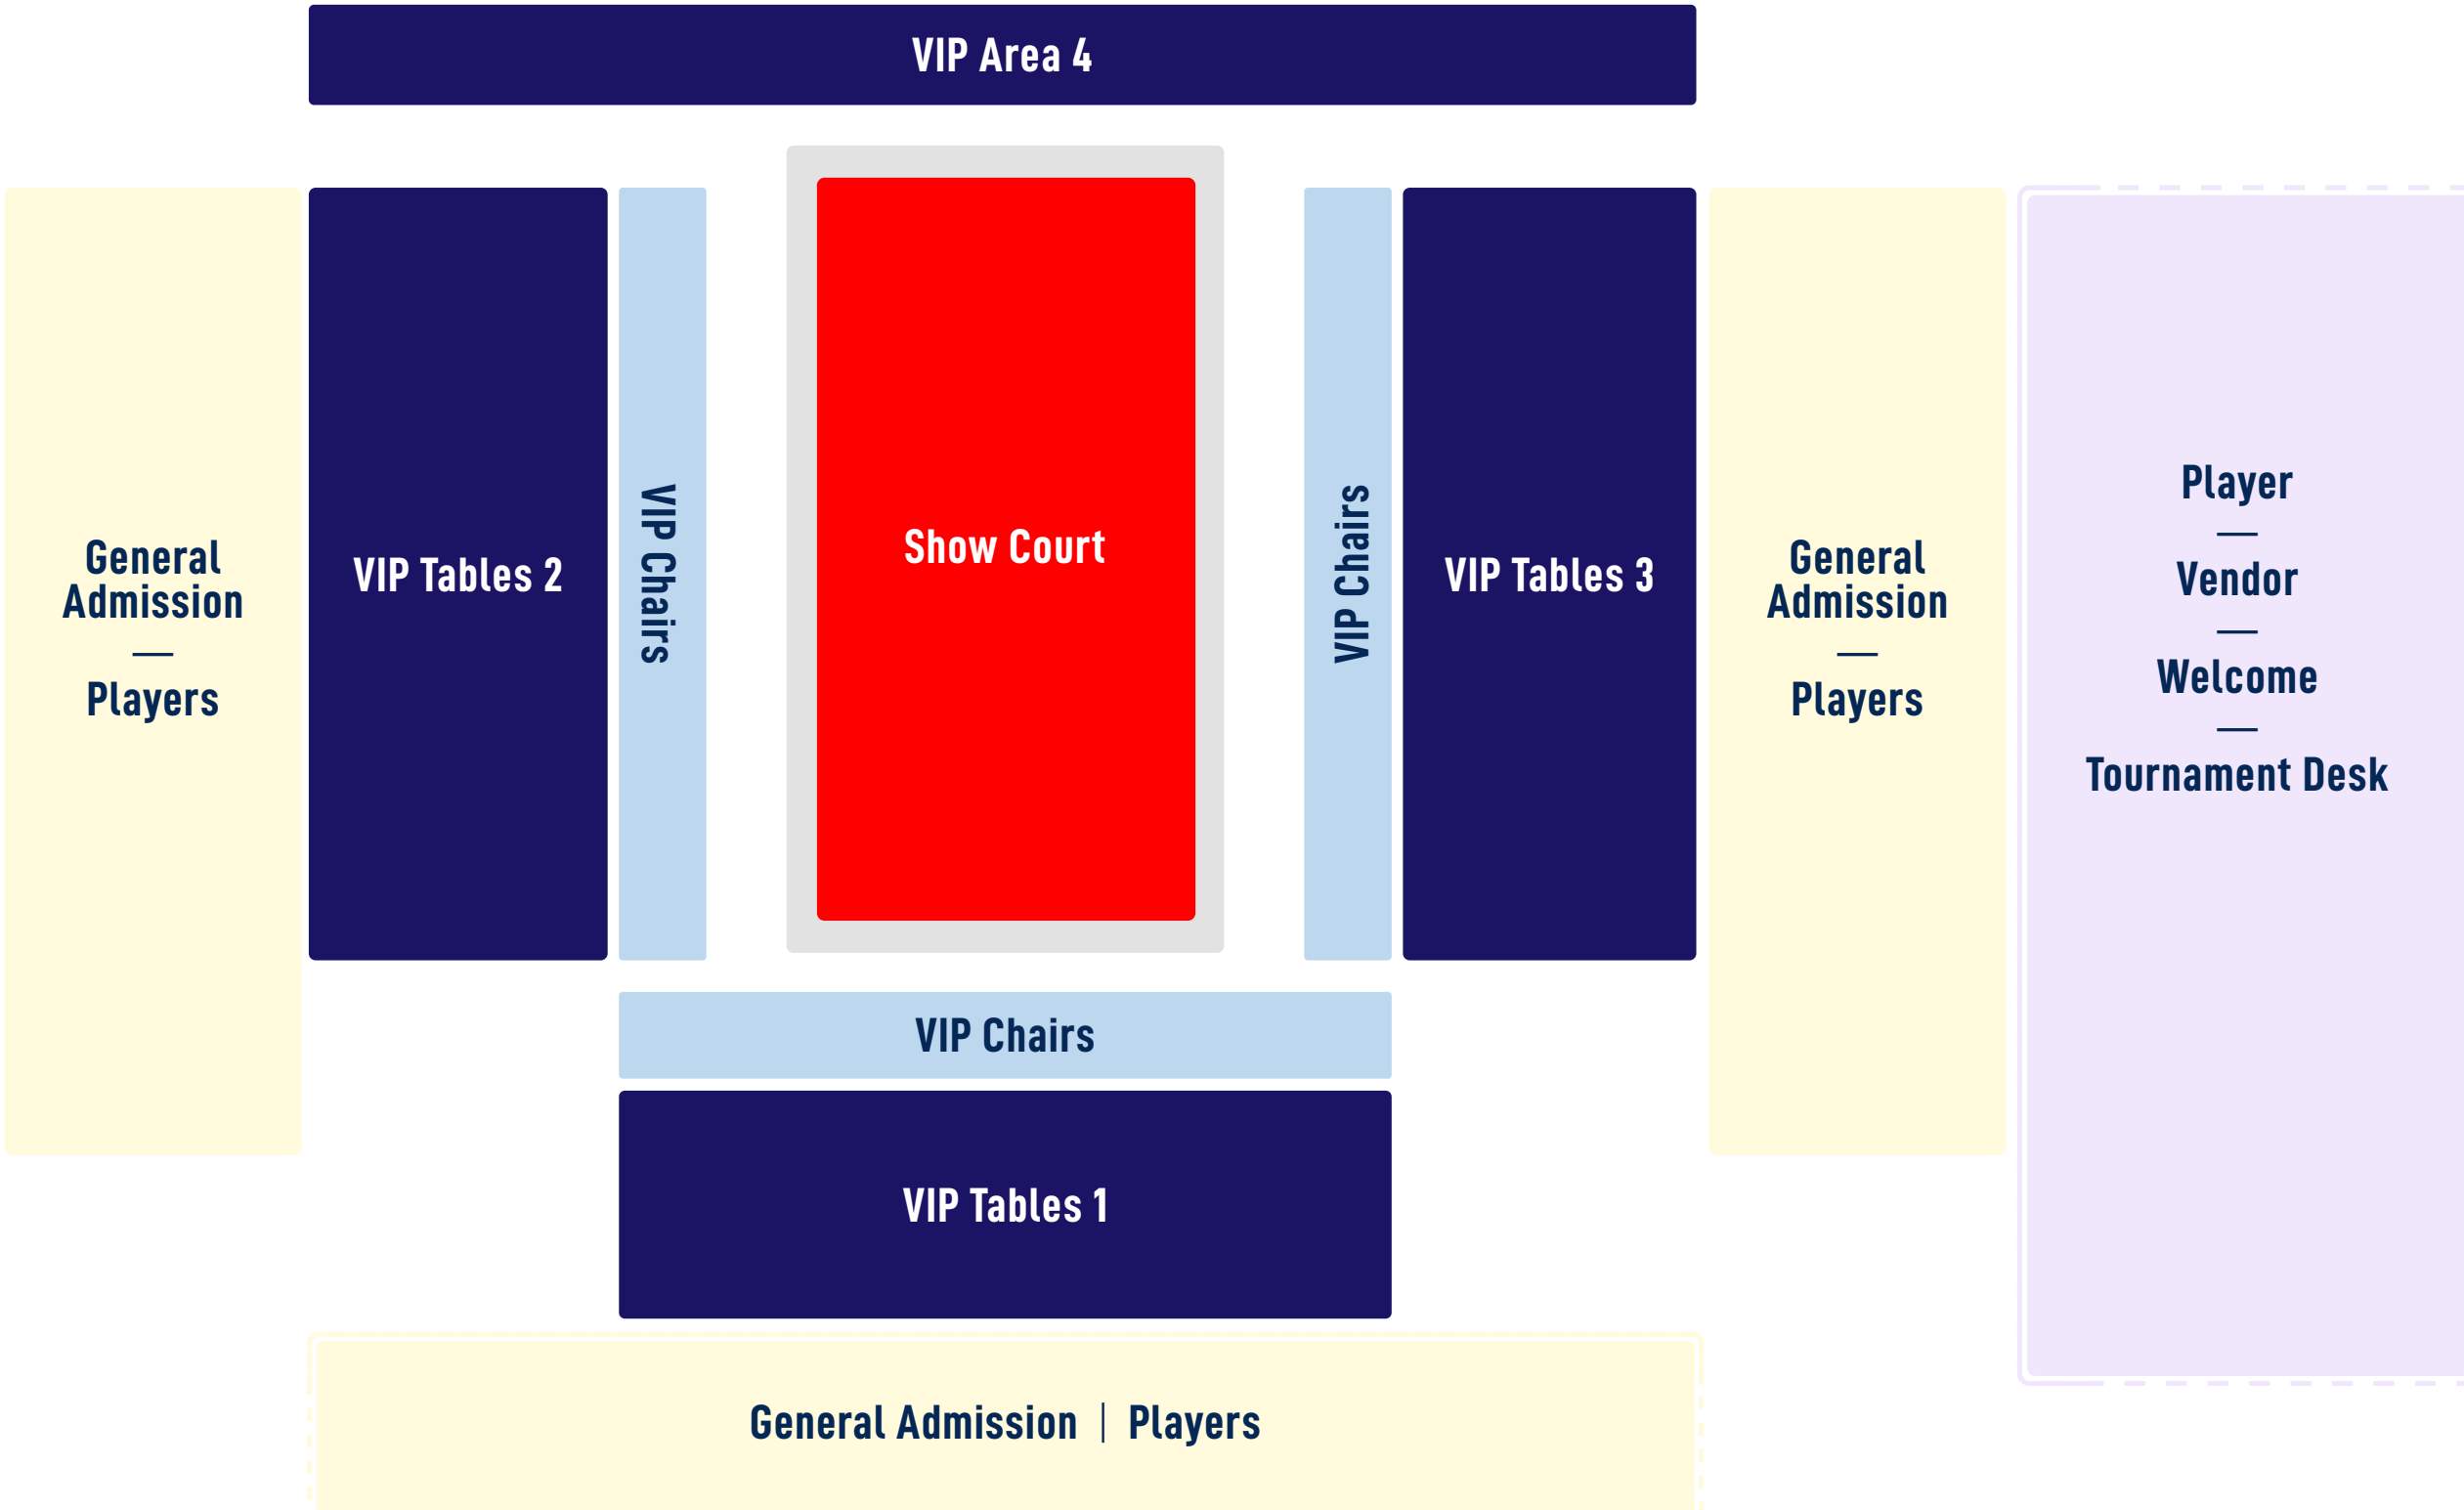 VIP Area 4
General
Admission
Players
VIP Tables 2
VIP Chairs
Show Court
VIP Chairs
VIP Tables 3
General
Admission
Players
Player
Vendor
Welcome
Tournament Desk
VIP Chairs
VIP Tables 1
General Admission | Players